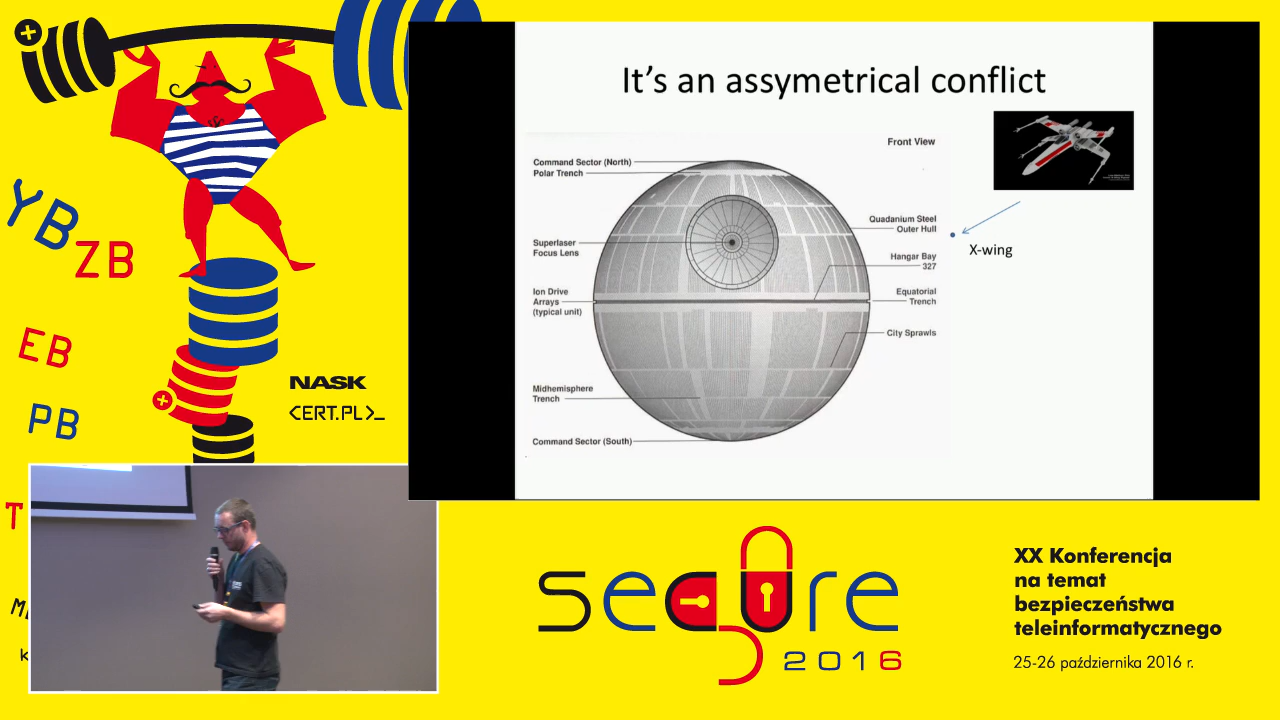 It's an assymetrical conflict
Front View
Command Sector (North)
Polar Trench
Superlaser
Focus Lens
Ion Drive
Arrays
(typical unit)
Midhemisphere
Trench
Command Sector (South)
Quadanium Steel
Outer Hull
Hangar Bay
327
Equatorial
Trench
City Sprawls
X-wing
YB
ZB
EB
PB
T
NASK
<CERT.PL>_
secure
2016
XX Konferencja
na temat
bezpieczeństwa
teleinformatycznego
25-26 października 2016 r.